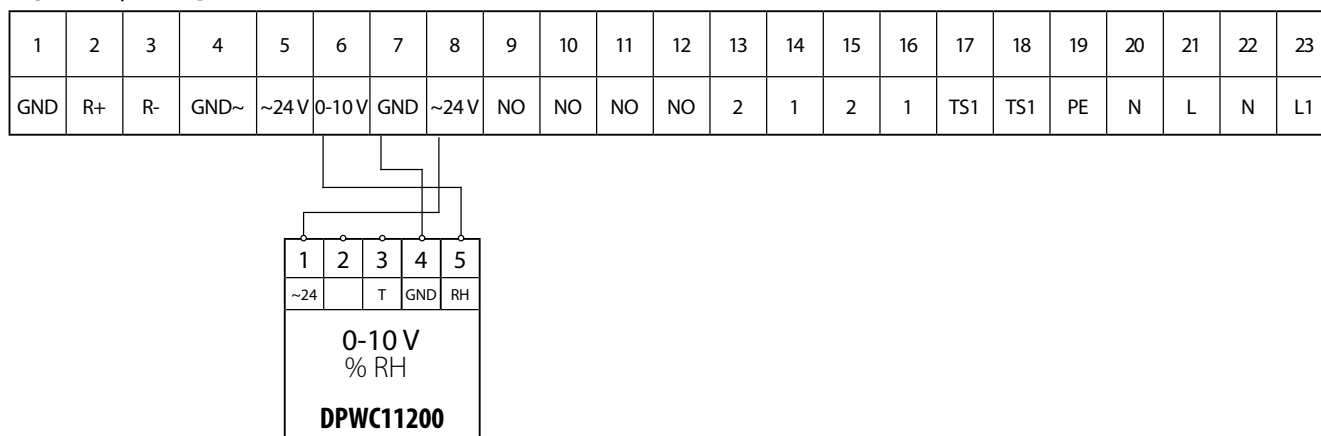 1 2 3 4 5 6 7 8 9 10 11 12 13 14 15 16 17 18 19 20 21 22 23
GND R+ R- GND~ ~24 V 0-10 V GND ~24 V NO NO NO NO 2 1 2 1 TS1 TS1 PE N L N L1
1 2 3 4 5
~24 T GND RH
0-10 V
% RH
DPWC11200